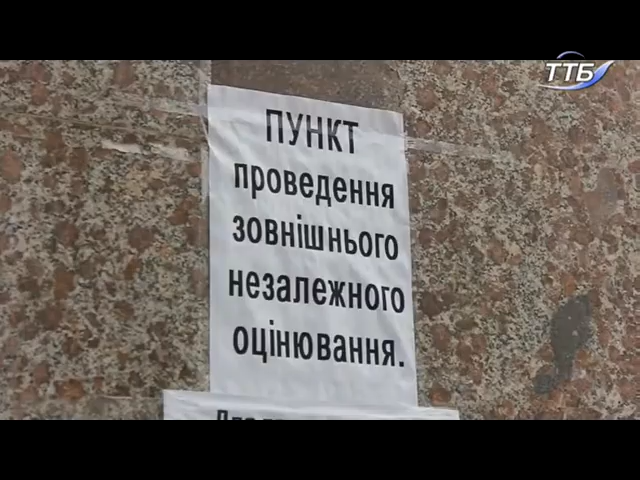 ТТБ
ПУНКТ
проведення
зовнішнього
незалежного
оцінювання.